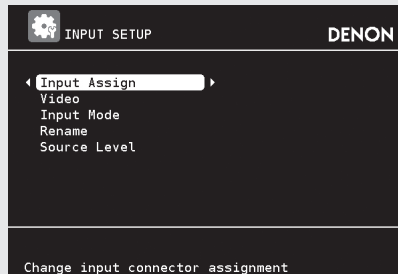 INPUT SETUP
DENON
Input Assign
Video
Input Mode
Rename
Source Level
Change input connector assignment